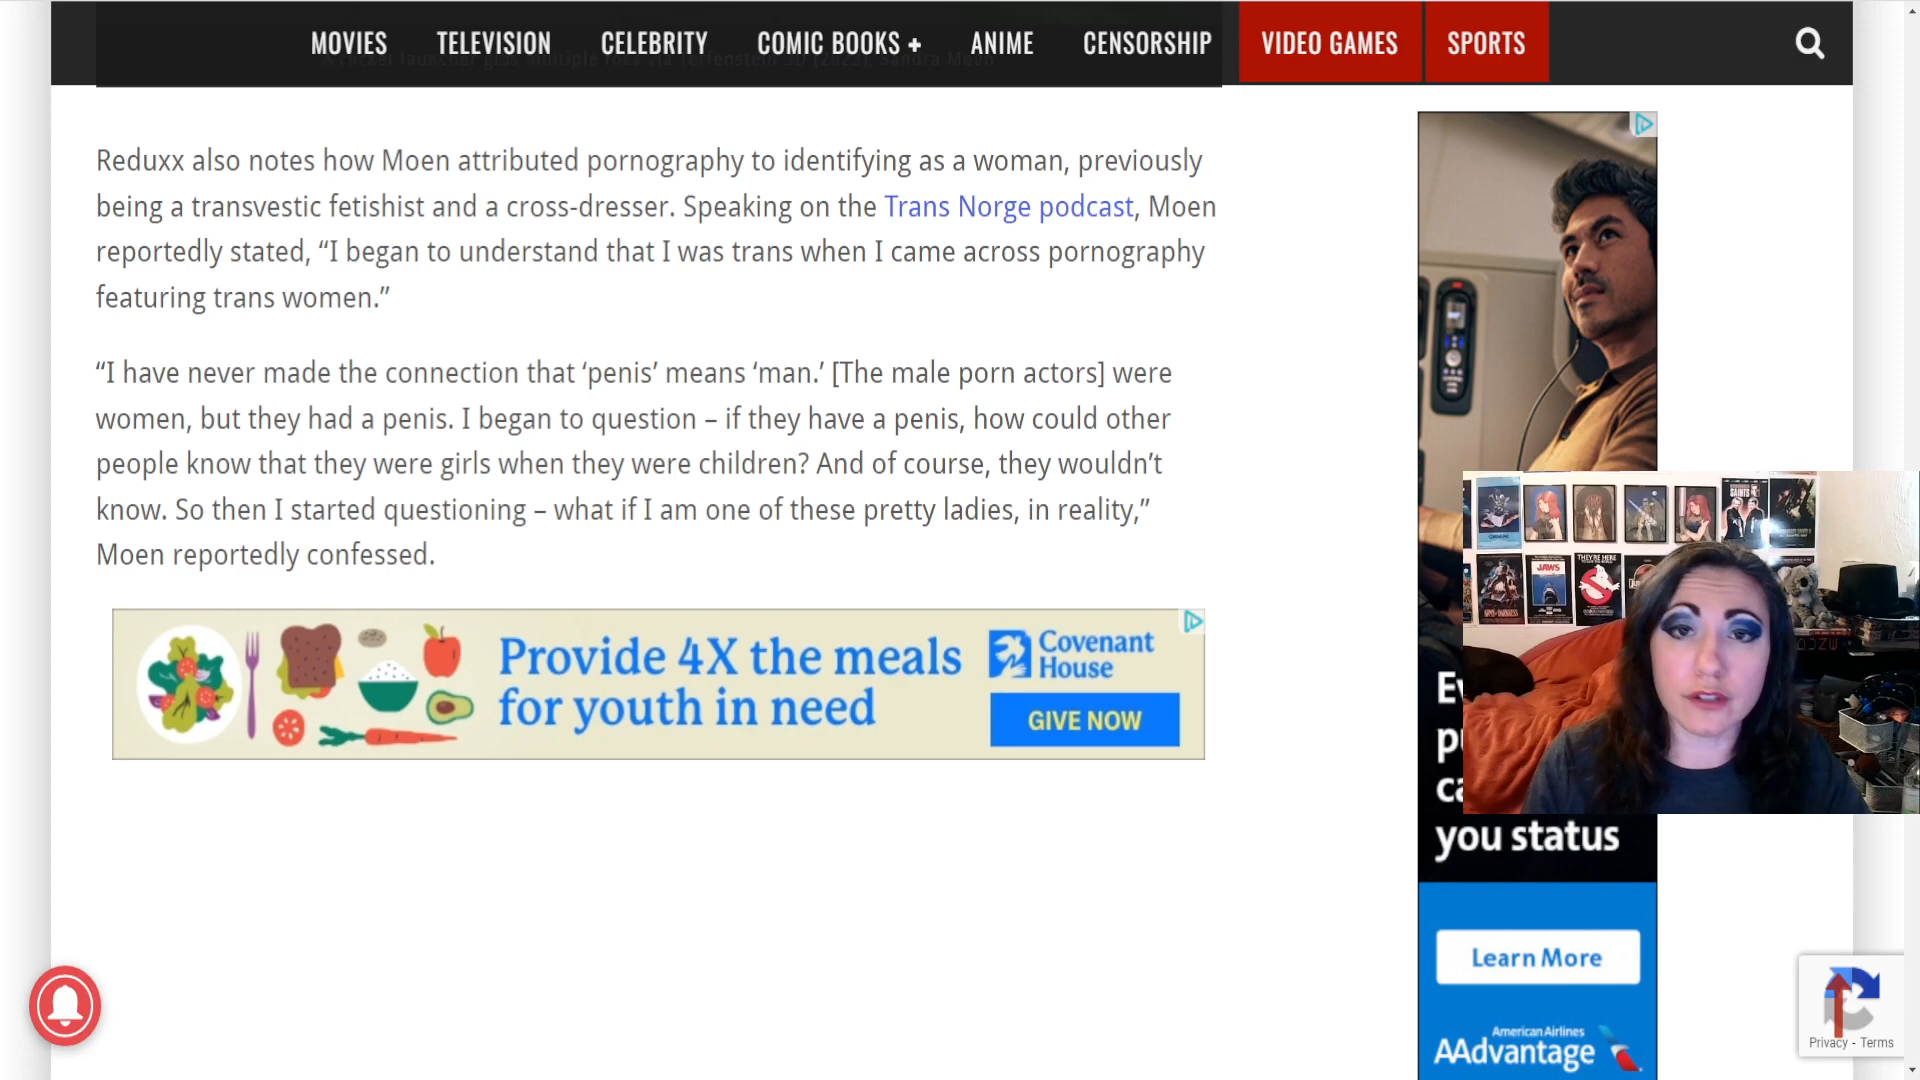 MOVIES TELEVISION CELEBRITY COMIC BOOKS + ANIME CENSORSHIP VIDEO GAMES SPORTS
Reduxx also notes how Moen attributed pornography to identifying as a woman, previously
being a transvestic fetishist and a cross-dresser. Speaking on the Trans Norge podcast, Moen
reportedly stated, “I began to understand that I was trans when I came across pornography
featuring trans women.”
“I have never made the connection that ‘penis’ means ‘man.’ [The male porn actors] were
women, but they had a penis. I began to question – if they have a penis, how could other
people know that they were girls when they were children? And of course, they wouldn’t
know. So then I started questioning – what if I am one of these pretty ladies, in reality,”
Moen reportedly confessed.
Provide 4X the meals
for youth in need
Covenant
House
GIVE NOW
SAINTS
JAWS
THEY'RE HERE
you status
Learn More
American Airlines
AAdvantage
Privacy - Terms